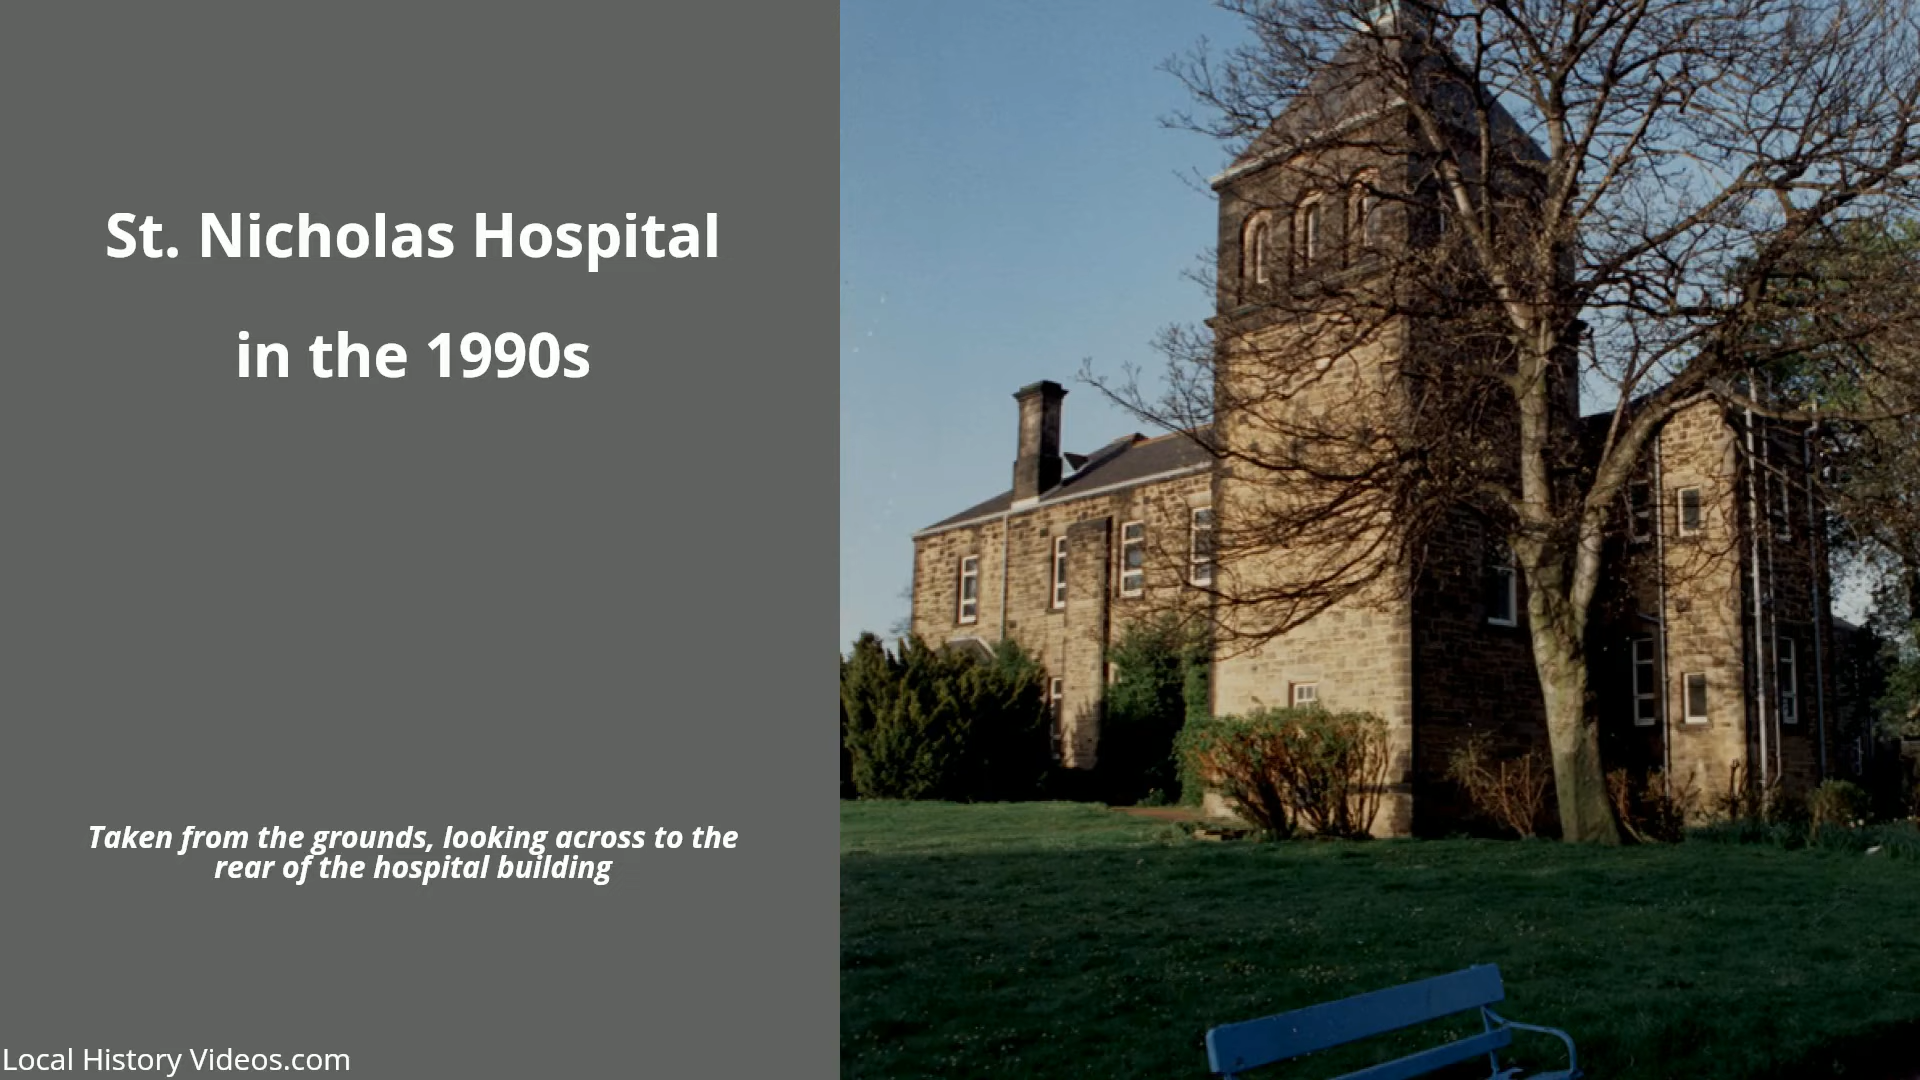 St. Nicholas Hospital
in the 1990s
Taken from the grounds, looking across to the
rear of the hospital building
Local History Videos.com